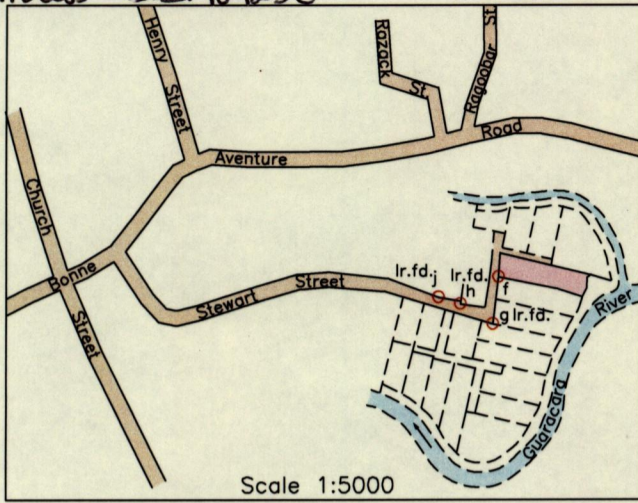 Henry
Street
Razack
St.
Ragoobar St
Aventure
Road
Church
Street
Bonne
Stewart
Street
Ir.fd. j
h
Ir.fd.
f
g Ir.fd.
River
Guaracara
Scale 1:5000